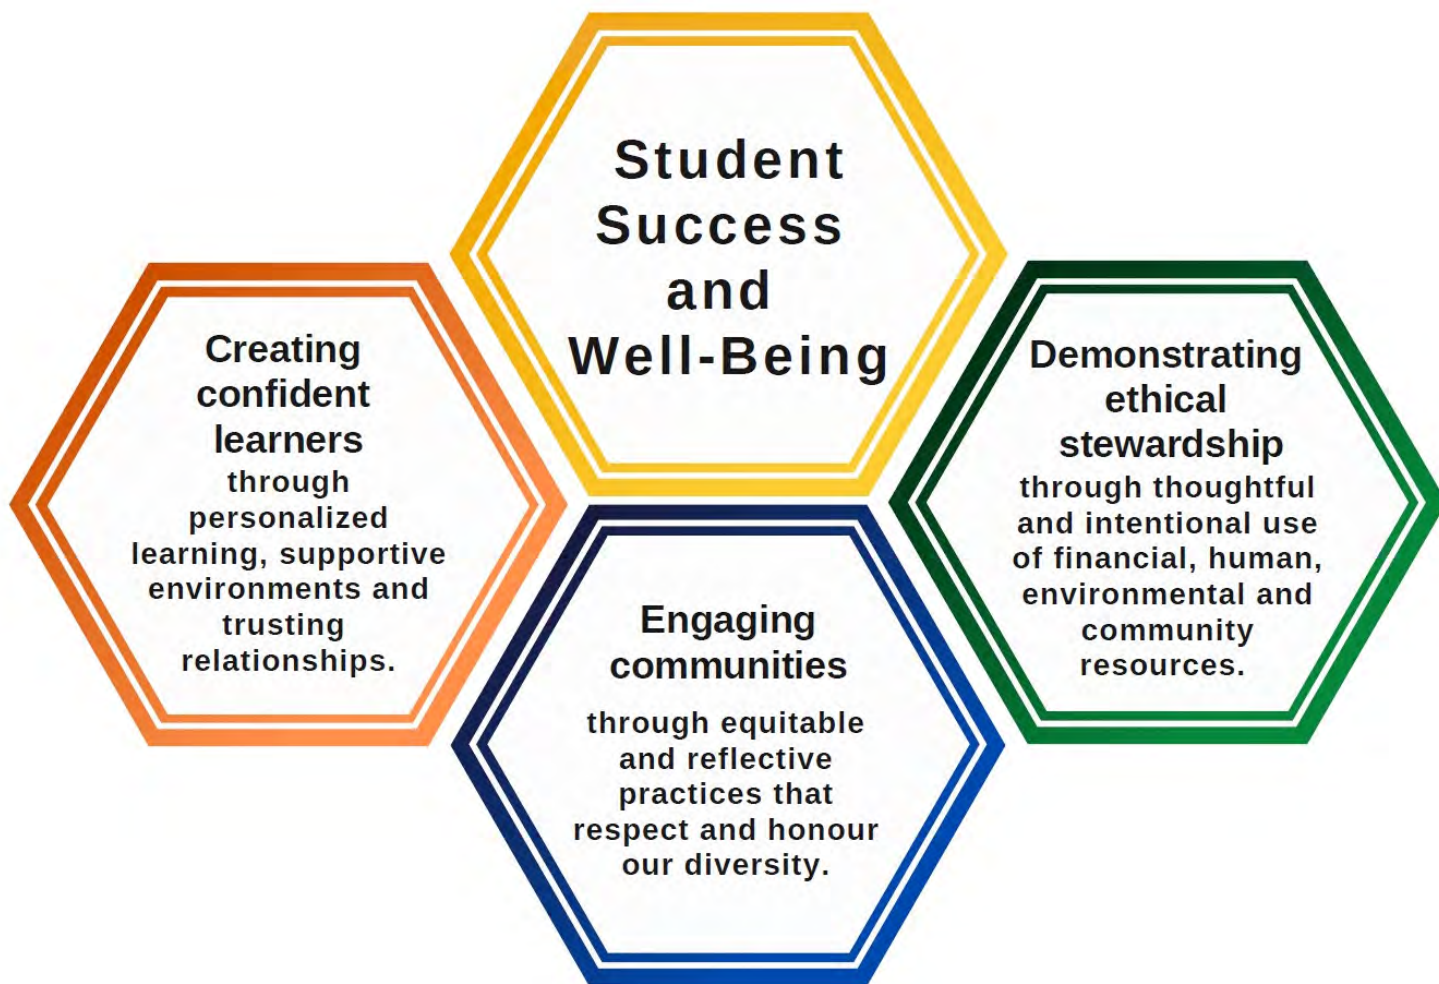 Student
Success
and
Well-Being
Creating
confident
learners
through
personalized
learning, supportive
environments and
trusting
relationships.
Engaging
communities
through equitable
and reflective
practices that
respect and honour
our diversity.
Demonstrating
ethical
stewardship
through thoughtful
and intentional use
of financial, human,
environmental and
community
resources.